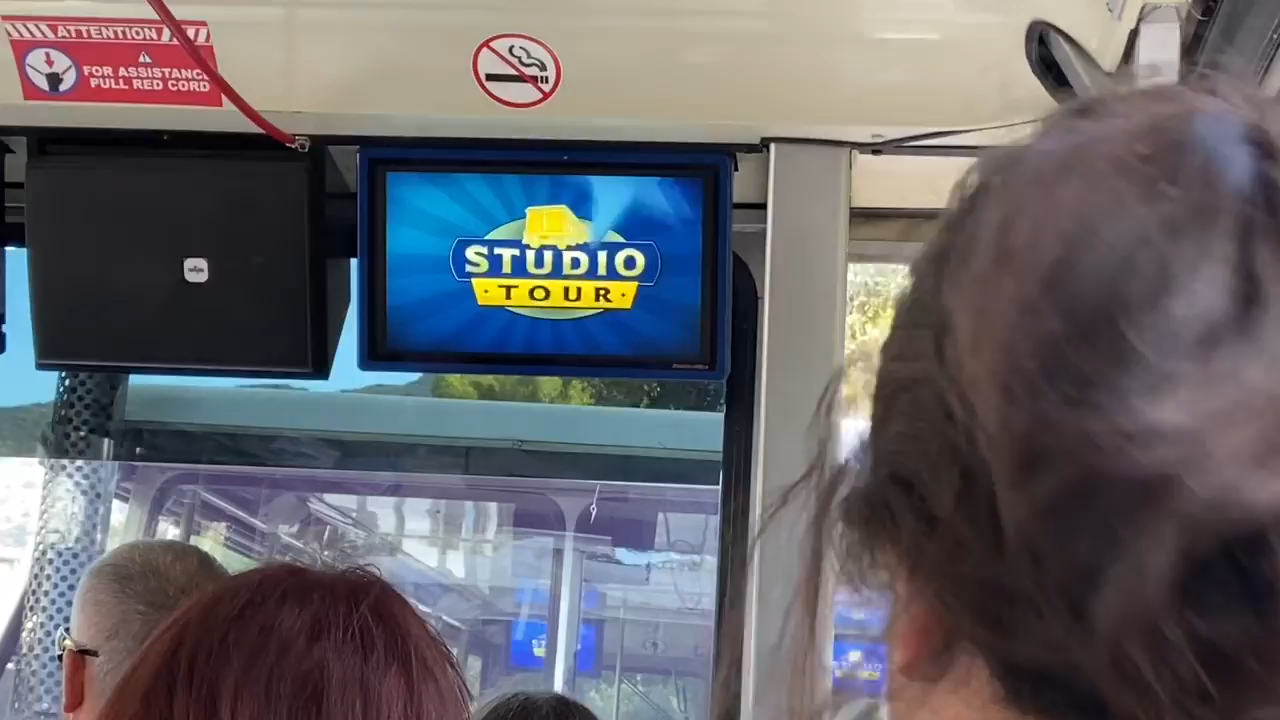 ATTENTION
FOR ASSISTANCE
PULL RED CORD
STUDIO
TOUR